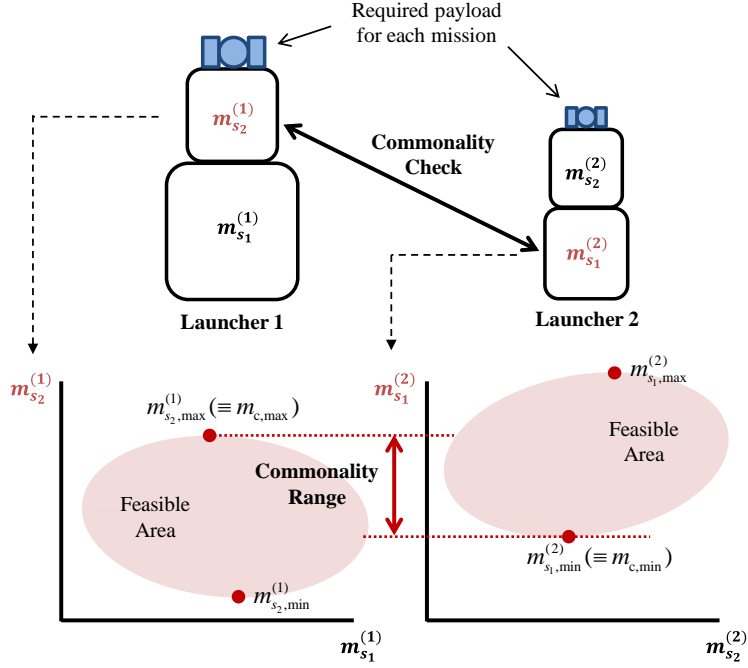 Required payload
for each mission
m_{s_2}^{(1)}
Commonality
Check
m_{s_2}^{(2)}
m_{s_1}^{(1)}
m_{s_1}^{(2)}
Launcher 1
Launcher 2
m_{s_2}^{(1)}
m_{s_1}^{(2)}
m_{s_1,max}^{(2)}
m_{s_2,max}^{(1)}(≡ m_{c,max})
Feasible
Area
Commonality
Range
Feasible
Area
m_{s_1,min}^{(2)}(≡ m_{c,min})
m_{s_2,min}^{(1)}
m_{s_1}^{(1)}
m_{s_2}^{(2)}